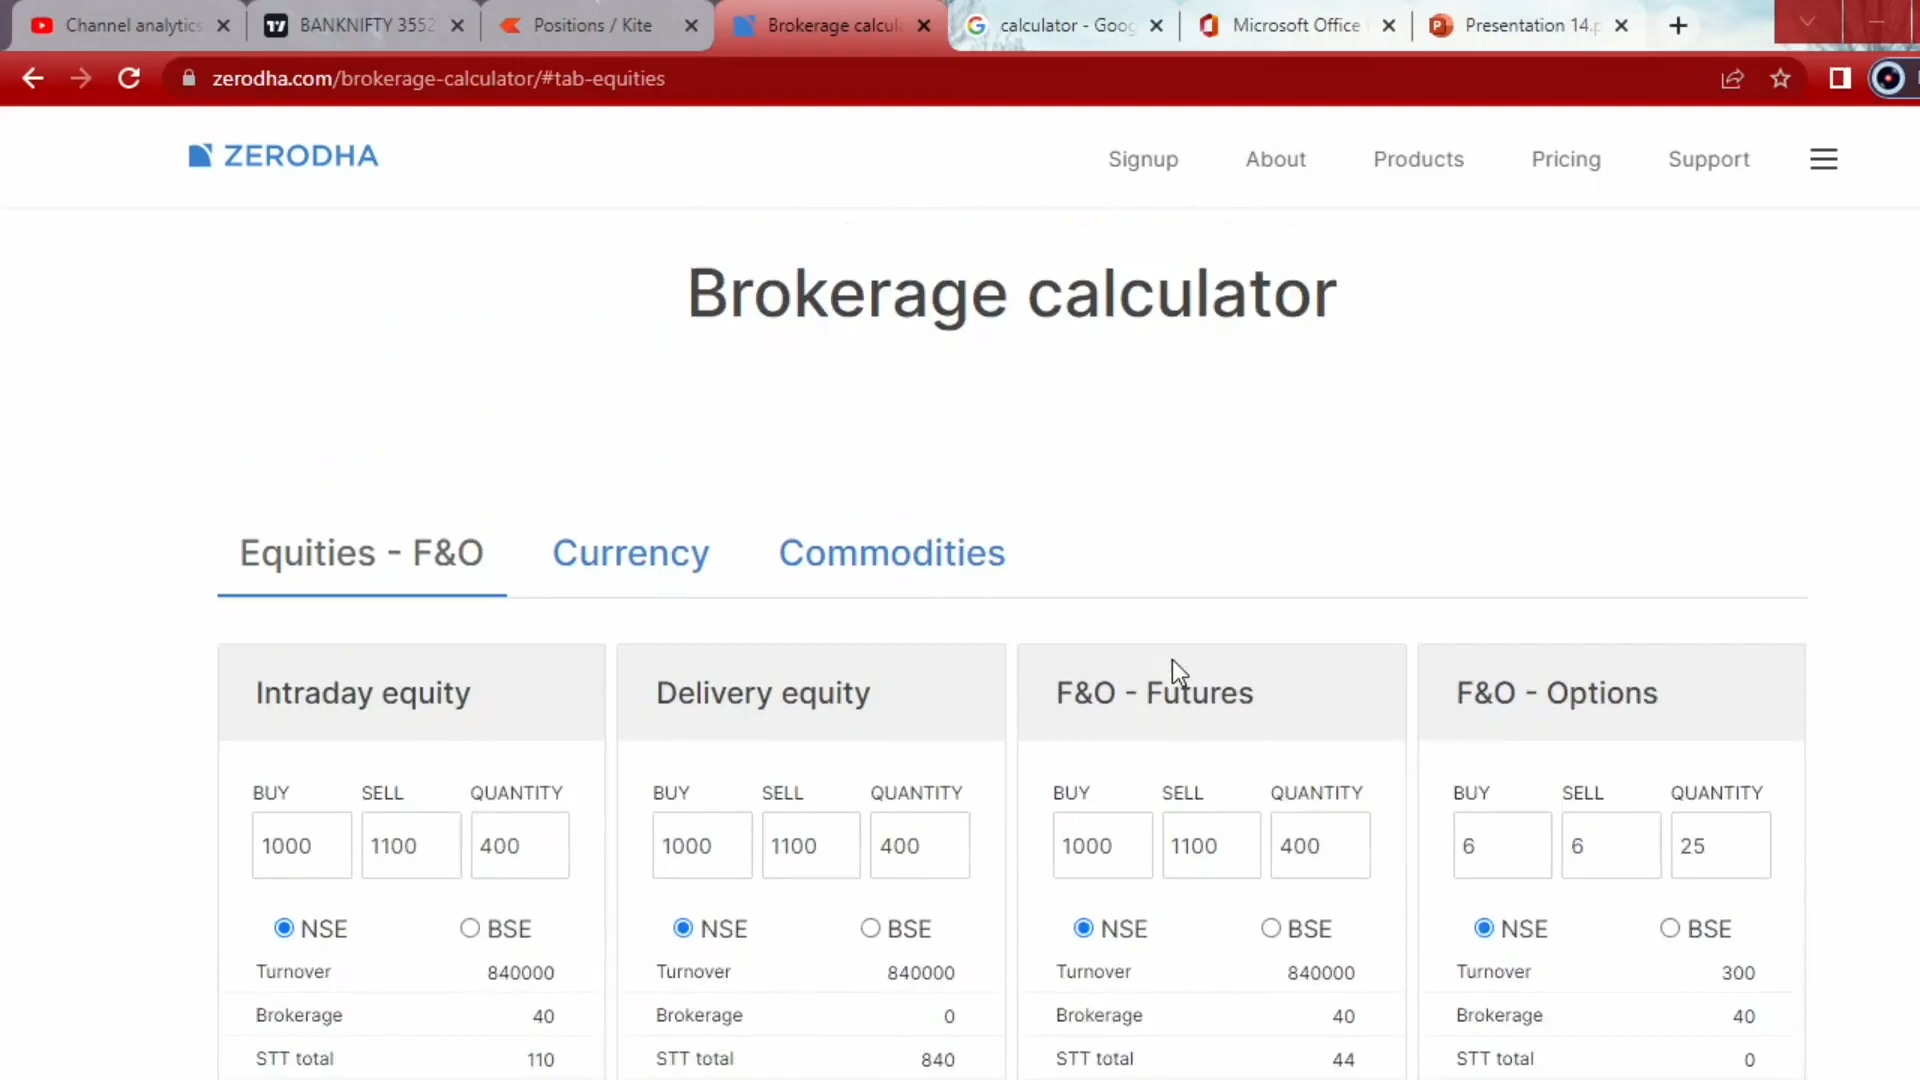 Channel analytics
BANKNIFTY 3552
Positions / Kite
Brokerage calcul
calculator - Goog
Microsoft Office
Presentation 14.p
zerodha.com/brokerage-calculator/#tab-equities
ZERODHA
Signup About Products Pricing Support
Brokerage calculator
Equities - F&O Currency Commodities
Intraday equity
BUY SELL QUANTITY
1000 1100 400
NSE BSE
Turnover 840000
Brokerage 40
STT total 110
Delivery equity
BUY SELL QUANTITY
1000 1100 400
NSE BSE
Turnover 840000
Brokerage 0
STT total 840
F&O - Futures
BUY SELL QUANTITY
1000 1100 400
NSE BSE
Turnover 840000
Brokerage 40
STT total 44
F&O - Options
BUY SELL QUANTITY
6 6 25
NSE BSE
Turnover 300
Brokerage 40
STT total 0